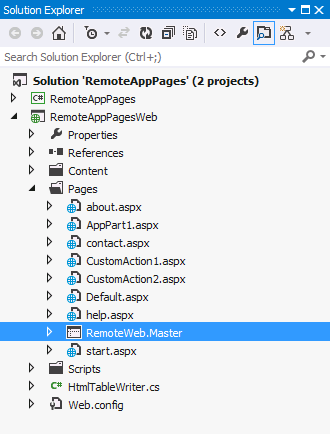 Solution Explorer
Search Solution Explorer (Ctrl+;)
Solution 'RemoteAppPages' (2 projects)
C# RemoteAppPages
RemoteAppPagesWeb
Properties
References
Content
Pages
about.aspx
AppPart1.aspx
contact.aspx
CustomAction1.aspx
CustomAction2.aspx
Default.aspx
help.aspx
RemoteWeb.Master
start.aspx
Scripts
C# HtmlTableWriter.cs
Web.config